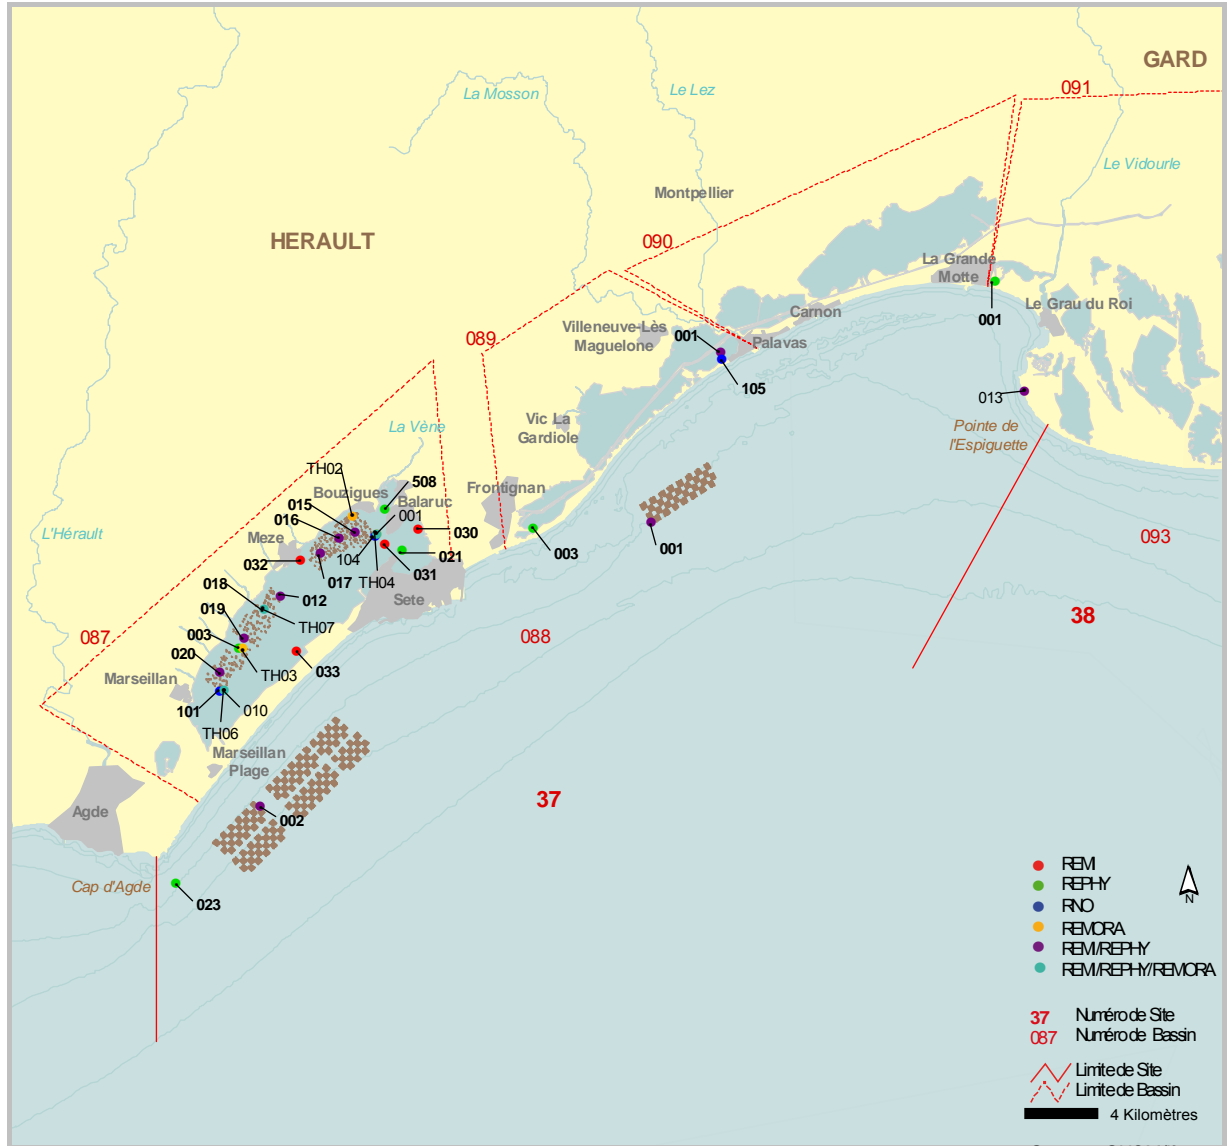 GARD
091
La Mosson
Le Lez
Le Vidourle
Montpellier
HERAULT
090
La Grande
Motte
Le Grau du Roi
Carnon
001
Villeneuve-Lès
Maguelone
001
Palavas
089
105
013
Pointe de
l'Espiguette
Vic La
Gardiole
La Vène
TH02
508
Bouzigues
Balaruc
Frontignan
015
016
001
030
L'Hérault
Meze
104
021
003
001
093
032
017
TH04
031
018
012
Sete
019
TH07
38
087
003
088
020
TH03
033
Marseillan
101
010
TH06
Marseillan
Plage
37
Agde
002
Cap d'Agde
023
REMI
REPHY
RNO
REMORA
REMI/REPHY
REMI/REPHY/REMORA
N
37 Numéro de Site
087 Numéro de Bassin
Limite de Site
Limite de Bassin
4 Kilomètres